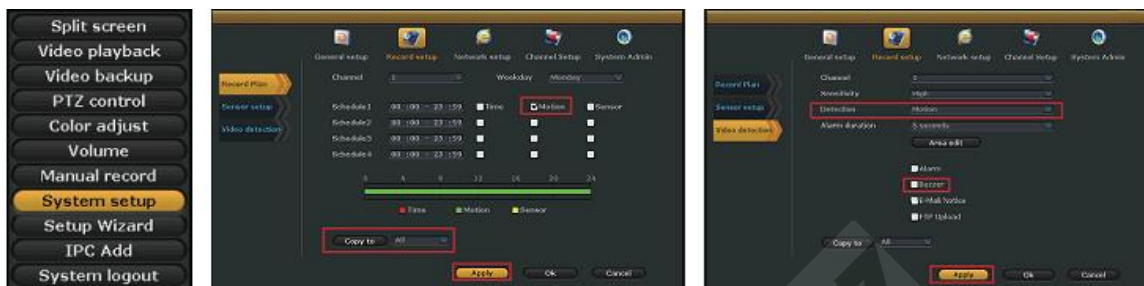 Split screen
Video playback
Video backup
PTZ control
Color adjust
Volume
Manual record
System setup
Setup Wizard
IPC Add
System logout
General setup Record setup Network setup Channel Setup System Admin
Record Plan
Sensor setup
Video detection
Channel 1 Weekday Monday
Schedule1 00 :00 - 23 :59 Time Motion Sensor
Schedule2 00 :00 - 23 :59
Schedule3 00 :00 - 23 :59
Schedule4 00 :00 - 23 :59
0 4 8 12 16 20 24
Time Motion Sensor
Copy to All
Apply Ok Cancel
General setup Record setup Network setup Channel Setup System Admin
Record Plan
Sensor setup
Video detection
Channel
Sensitivity High
Detection Motion
Alarm duration 5 seconds
Area edit
Alarm
Buzzer
E-Mail Notice
FTP Upload
Copy to All
Apply Ok Cancel